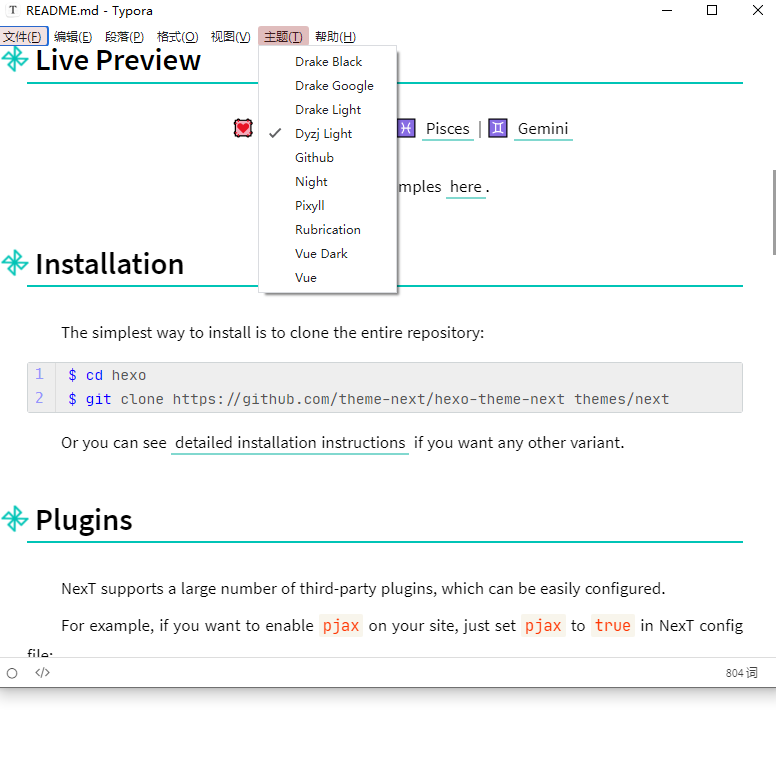 README.md - Typora
文件(F) 编辑(E) 段落(P) 格式(O) 视图(V) 主题(T) 帮助(H)
Live Preview
Drake Black
Drake Google
Drake Light
Dyzj Light
Github
Night
Pixyll
Rubrication
Vue Dark
Vue
Pisces | Gemini
mples here .
Installation
The simplest way to install is to clone the entire repository:
1 $ cd hexo
2 $ git clone https://github.com/theme-next/hexo-theme-next themes/next
Or you can see detailed installation instructions if you want any other variant.
Plugins
NexT supports a large number of third-party plugins, which can be easily configured.
For example, if you want to enable pjax on your site, just set pjax to true in NexT config
file:
</> 804 词